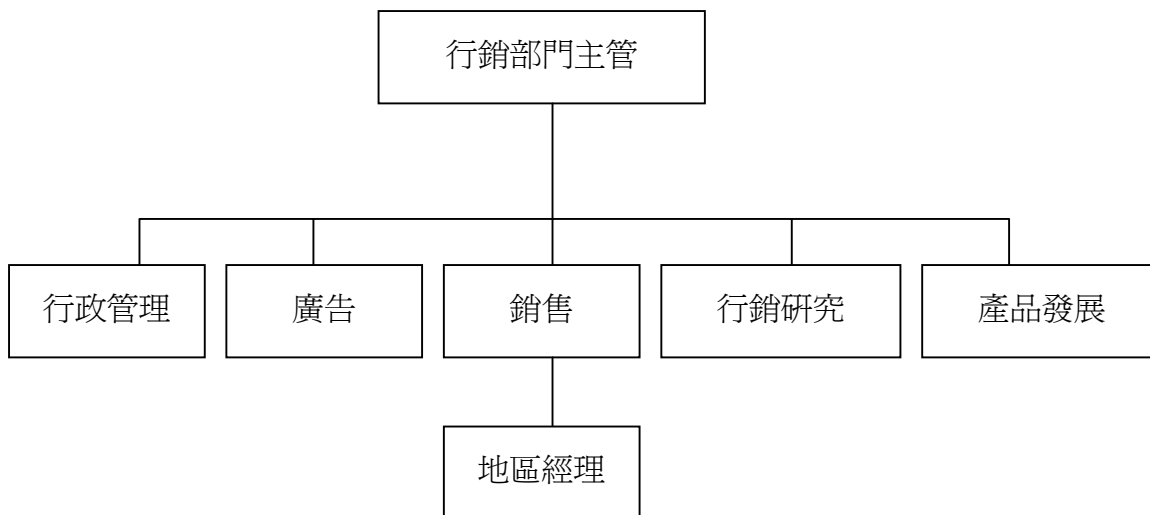 行銷部門主管
行政管理
廣告
銷售
行銷研究
產品發展
地區經理